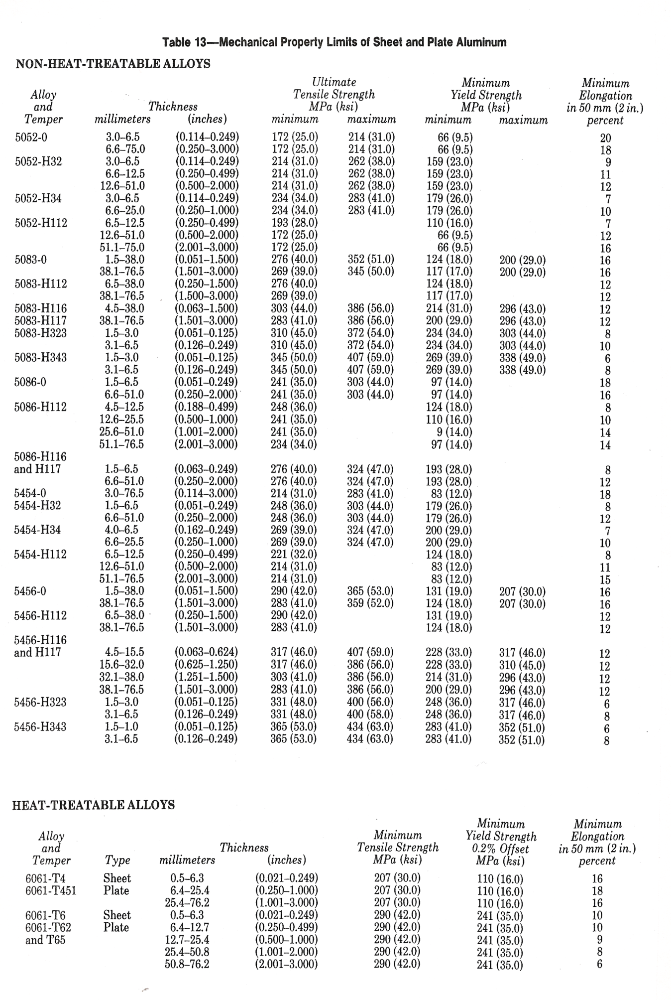 Table 13—Mechanical Property Limits of Sheet and Plate Aluminum
NON-HEAT-TREATABLE ALLOYS
Ultimate Minimum Minimum
Alloy Tensile Strength Yield Strength Elongation
and Thickness MPa (ksi) MPa (ksi) in 50 mm (2 in.)
Temper millimeters (inches) minimum maximum minimum maximum percent
5052-0 3.0–6.5 (0.114–0.249) 172 (25.0) 214 (31.0) 66 (9.5) 20
6.6–75.0 (0.250–3.000) 172 (25.0) 214 (31.0) 66 (9.5) 18
5052-H32 3.0–6.5 (0.114–0.249) 214 (31.0) 262 (38.0) 159 (23.0) 9
6.6–12.5 (0.250–0.499) 214 (31.0) 262 (38.0) 159 (23.0) 11
12.6–51.0 (0.500–2.000) 214 (31.0) 262 (38.0) 159 (23.0) 12
5052-H34 3.0–6.5 (0.114–0.249) 234 (34.0) 283 (41.0) 179 (26.0) 7
6.6–25.0 (0.250–1.000) 234 (34.0) 283 (41.0) 179 (26.0) 10
5052-H112 6.5–12.5 (0.250–0.499) 193 (28.0) 110 (16.0) 7
12.6–51.0 (0.500–2.000) 172 (25.0) 66 (9.5) 12
51.1–75.0 (2.001–3.000) 172 (25.0) 66 (9.5) 16
5083-0 1.5–38.0 (0.051–1.500) 276 (40.0) 352 (51.0) 124 (18.0) 200 (29.0) 16
38.1–76.5 (1.501–3.000) 269 (39.0) 345 (50.0) 117 (17.0) 200 (29.0) 16
5083-H112 6.5–38.0 (0.250–1.500) 276 (40.0) 124 (18.0) 12
38.1–76.5 (1.500–3.000) 269 (39.0) 117 (17.0) 12
5083-H116 4.5–38.0 (0.063–1.500) 303 (44.0) 386 (56.0) 214 (31.0) 296 (43.0) 12
5083-H117 38.1–76.5 (1.501–3.000) 283 (41.0) 386 (56.0) 200 (29.0) 296 (43.0) 12
5083-H323 1.5–3.0 (0.051–0.125) 310 (45.0) 372 (54.0) 234 (34.0) 303 (44.0) 8
3.1–6.5 (0.126–0.249) 310 (45.0) 372 (54.0) 234 (34.0) 303 (44.0) 10
5083-H343 1.5–3.0 (0.051–0.125) 345 (50.0) 407 (59.0) 269 (39.0) 338 (49.0) 6
3.1–6.5 (0.126–0.249) 345 (50.0) 407 (59.0) 269 (39.0) 338 (49.0) 8
5086-0 1.5–6.5 (0.051–0.249) 241 (35.0) 303 (44.0) 97 (14.0) 18
6.6–51.0 (0.250–2.000) 241 (35.0) 303 (44.0) 97 (14.0) 16
5086-H112 4.5–12.5 (0.188–0.499) 248 (36.0) 124 (18.0) 8
12.6–25.5 (0.500–1.000) 241 (35.0) 110 (16.0) 10
25.6–51.0 (1.001–2.000) 241 (35.0) 9 (14.0) 14
51.1–76.5 (2.001–3.000) 234 (34.0) 97 (14.0) 14
5086-H116
and H117 1.5–6.5 (0.063–0.249) 276 (40.0) 324 (47.0) 193 (28.0) 8
6.6–51.0 (0.250–2.000) 276 (40.0) 324 (47.0) 193 (28.0) 12
5454-0 3.0–76.5 (0.114–3.000) 214 (31.0) 283 (41.0) 83 (12.0) 18
5454-H32 1.5–6.5 (0.051–0.249) 248 (36.0) 303 (44.0) 179 (26.0) 8
6.6–51.0 (0.250–2.000) 248 (36.0) 303 (44.0) 179 (26.0) 12
5454-H34 4.0–6.5 (0.162–0.249) 269 (39.0) 324 (47.0) 200 (29.0) 7
6.6–25.5 (0.250–1.000) 269 (39.0) 324 (47.0) 200 (29.0) 10
5454-H112 6.5–12.5 (0.250–0.499) 221 (32.0) 124 (18.0) 8
12.6–51.0 (0.500–2.000) 214 (31.0) 83 (12.0) 11
51.1–76.5 (2.001–3.000) 214 (31.0) 83 (12.0) 15
5456-0 1.5–38.0 (0.051–1.500) 290 (42.0) 365 (53.0) 131 (19.0) 207 (30.0) 16
38.1–76.5 (1.501–3.000) 283 (41.0) 359 (52.0) 124 (18.0) 207 (30.0) 16
5456-H112 6.5–38.0 (0.250–1.500) 290 (42.0) 131 (19.0) 12
38.1–76.5 (1.501–3.000) 283 (41.0) 124 (18.0) 12
5456-H116
and H117 4.5–15.5 (0.063–0.624) 317 (46.0) 407 (59.0) 228 (33.0) 317 (46.0) 12
15.6–32.0 (0.625–1.250) 317 (46.0) 386 (56.0) 228 (33.0) 310 (45.0) 12
32.1–38.0 (1.251–1.500) 303 (41.0) 386 (56.0) 214 (31.0) 296 (43.0) 12
38.1–76.5 (1.501–3.000) 283 (41.0) 386 (56.0) 200 (29.0) 296 (43.0) 12
5456-H323 1.5–3.0 (0.051–0.125) 331 (48.0) 400 (56.0) 248 (36.0) 317 (46.0) 6
3.1–6.5 (0.126–0.249) 331 (48.0) 400 (58.0) 248 (36.0) 317 (46.0) 8
5456-H343 1.5–1.0 (0.051–0.125) 365 (53.0) 434 (63.0) 283 (41.0) 352 (51.0) 6
3.1–6.5 (0.126–0.249) 365 (53.0) 434 (63.0) 283 (41.0) 352 (51.0) 8
HEAT-TREATABLE ALLOYS
Minimum Minimum
Alloy Minimum Yield Strength Elongation
and Thickness Tensile Strength 0.2% Offset in 50 mm (2 in.)
Temper Type millimeters (inches) MPa (ksi) MPa (ksi) percent
6061-T4 Sheet 0.5–6.3 (0.021–0.249) 207 (30.0) 110 (16.0) 16
6061-T451 Plate 6.4–25.4 (0.250–1.000) 207 (30.0) 110 (16.0) 18
25.4–76.2 (1.001–3.000) 207 (30.0) 110 (16.0) 16
6061-T6 Sheet 0.5–6.3 (0.021–0.249) 290 (42.0) 241 (35.0) 10
6061-T62 Plate 6.4–12.7 (0.250–0.499) 290 (42.0) 241 (35.0) 10
and T65 12.7–25.4 (0.500–1.000) 290 (42.0) 241 (35.0) 9
25.4–50.8 (1.001–2.000) 290 (42.0) 241 (35.0) 8
50.8–76.2 (2.001–3.000) 290 (42.0) 241 (35.0) 6